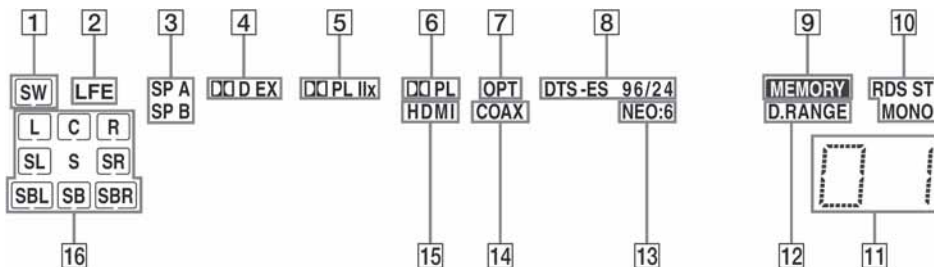 1 2 3 4 5 6 7 8 9 10
SW LFE SP A DD D EX DD PL IIx DD PL OPT DTS-ES 96/24 MEMORY RDS ST
SP B HDMI COAX NEO:6 D.RANGE MONO
L C R
SL S SR
SBL SB SBR
16 15 14 13 12 11